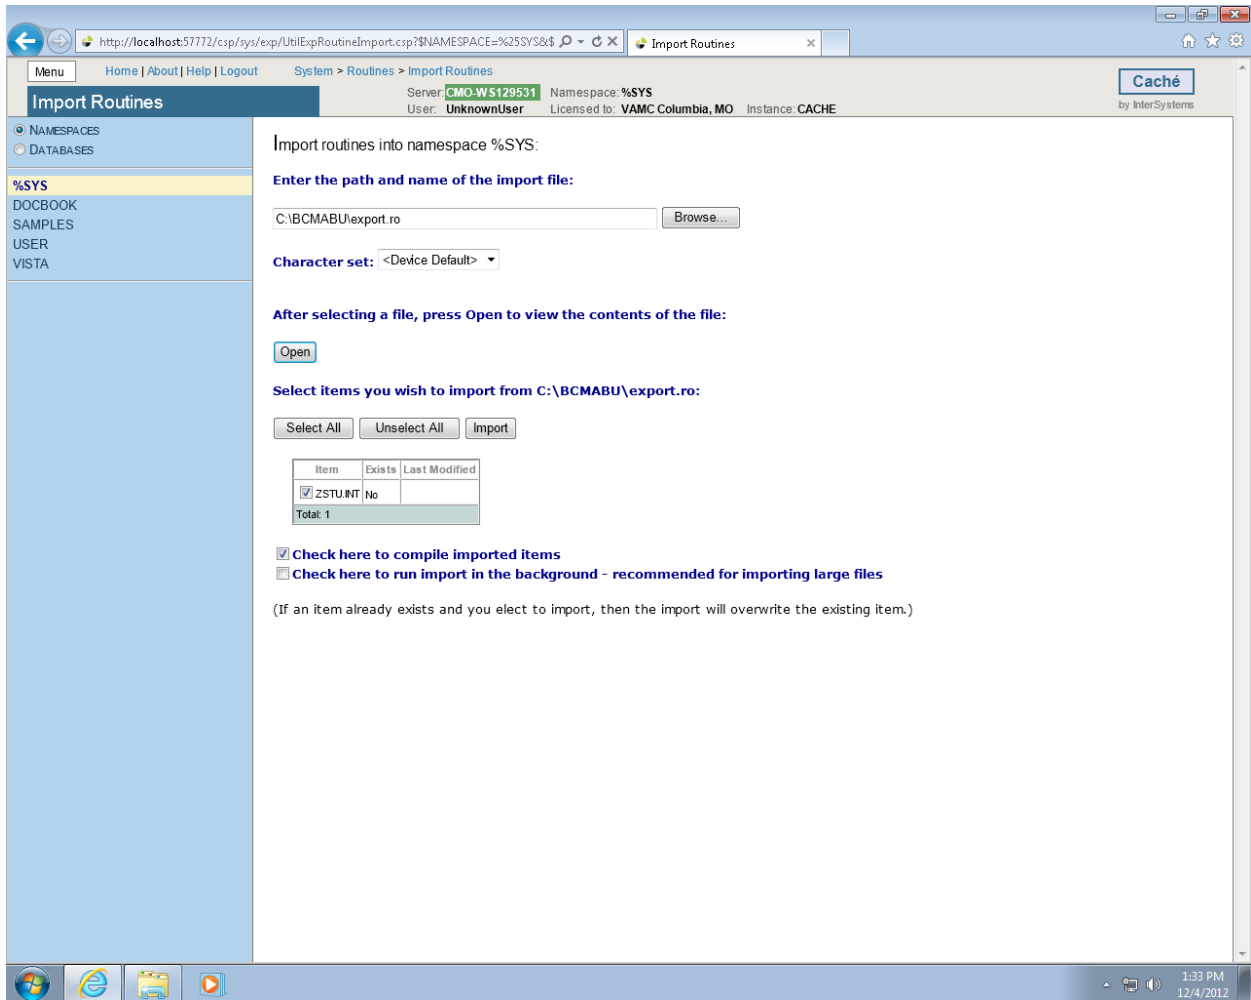 http://localhost:57772/csp/sys/exp/UtilExpRoutineImport.csp?$NAMESPACE=%25SYS&$
Import Routines
Menu
Home | About | Help | Logout
System > Routines > Import Routines
Server: CMO-WS129531 Namespace: %SYS
User: UnknownUser Licensed to: VAMC Columbia, MO Instance: CACHE
Caché
by InterSystems
Import Routines
NAMESPACES
DATABASES
%SYS
DOCBOOK
SAMPLES
USER
VISTA
Import routines into namespace %SYS:
Enter the path and name of the import file:
C:\BCMABU\export.ro
Browse...
Character set: <Device Default>
After selecting a file, press Open to view the contents of the file:
Open
Select items you wish to import from C:\BCMABU\export.ro:
Select All Unselect All Import
Item Exists Last Modified
ZSTU.INT No
Total: 1
Check here to compile imported items
Check here to run import in the background - recommended for importing large files
(If an item already exists and you elect to import, then the import will overwrite the existing item.)
1:33 PM
12/4/2012